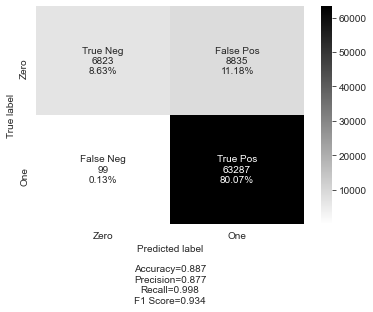 True Neg
6823
8.63%
False Pos
8835
11.18%
False Neg
99
0.13%
True Pos
63287
80.07%
Zero
One
True label
Zero
One
Predicted label
Accuracy=0.887
Precision=0.877
Recall=0.998
F1 Score=0.934
60000
50000
40000
30000
20000
10000